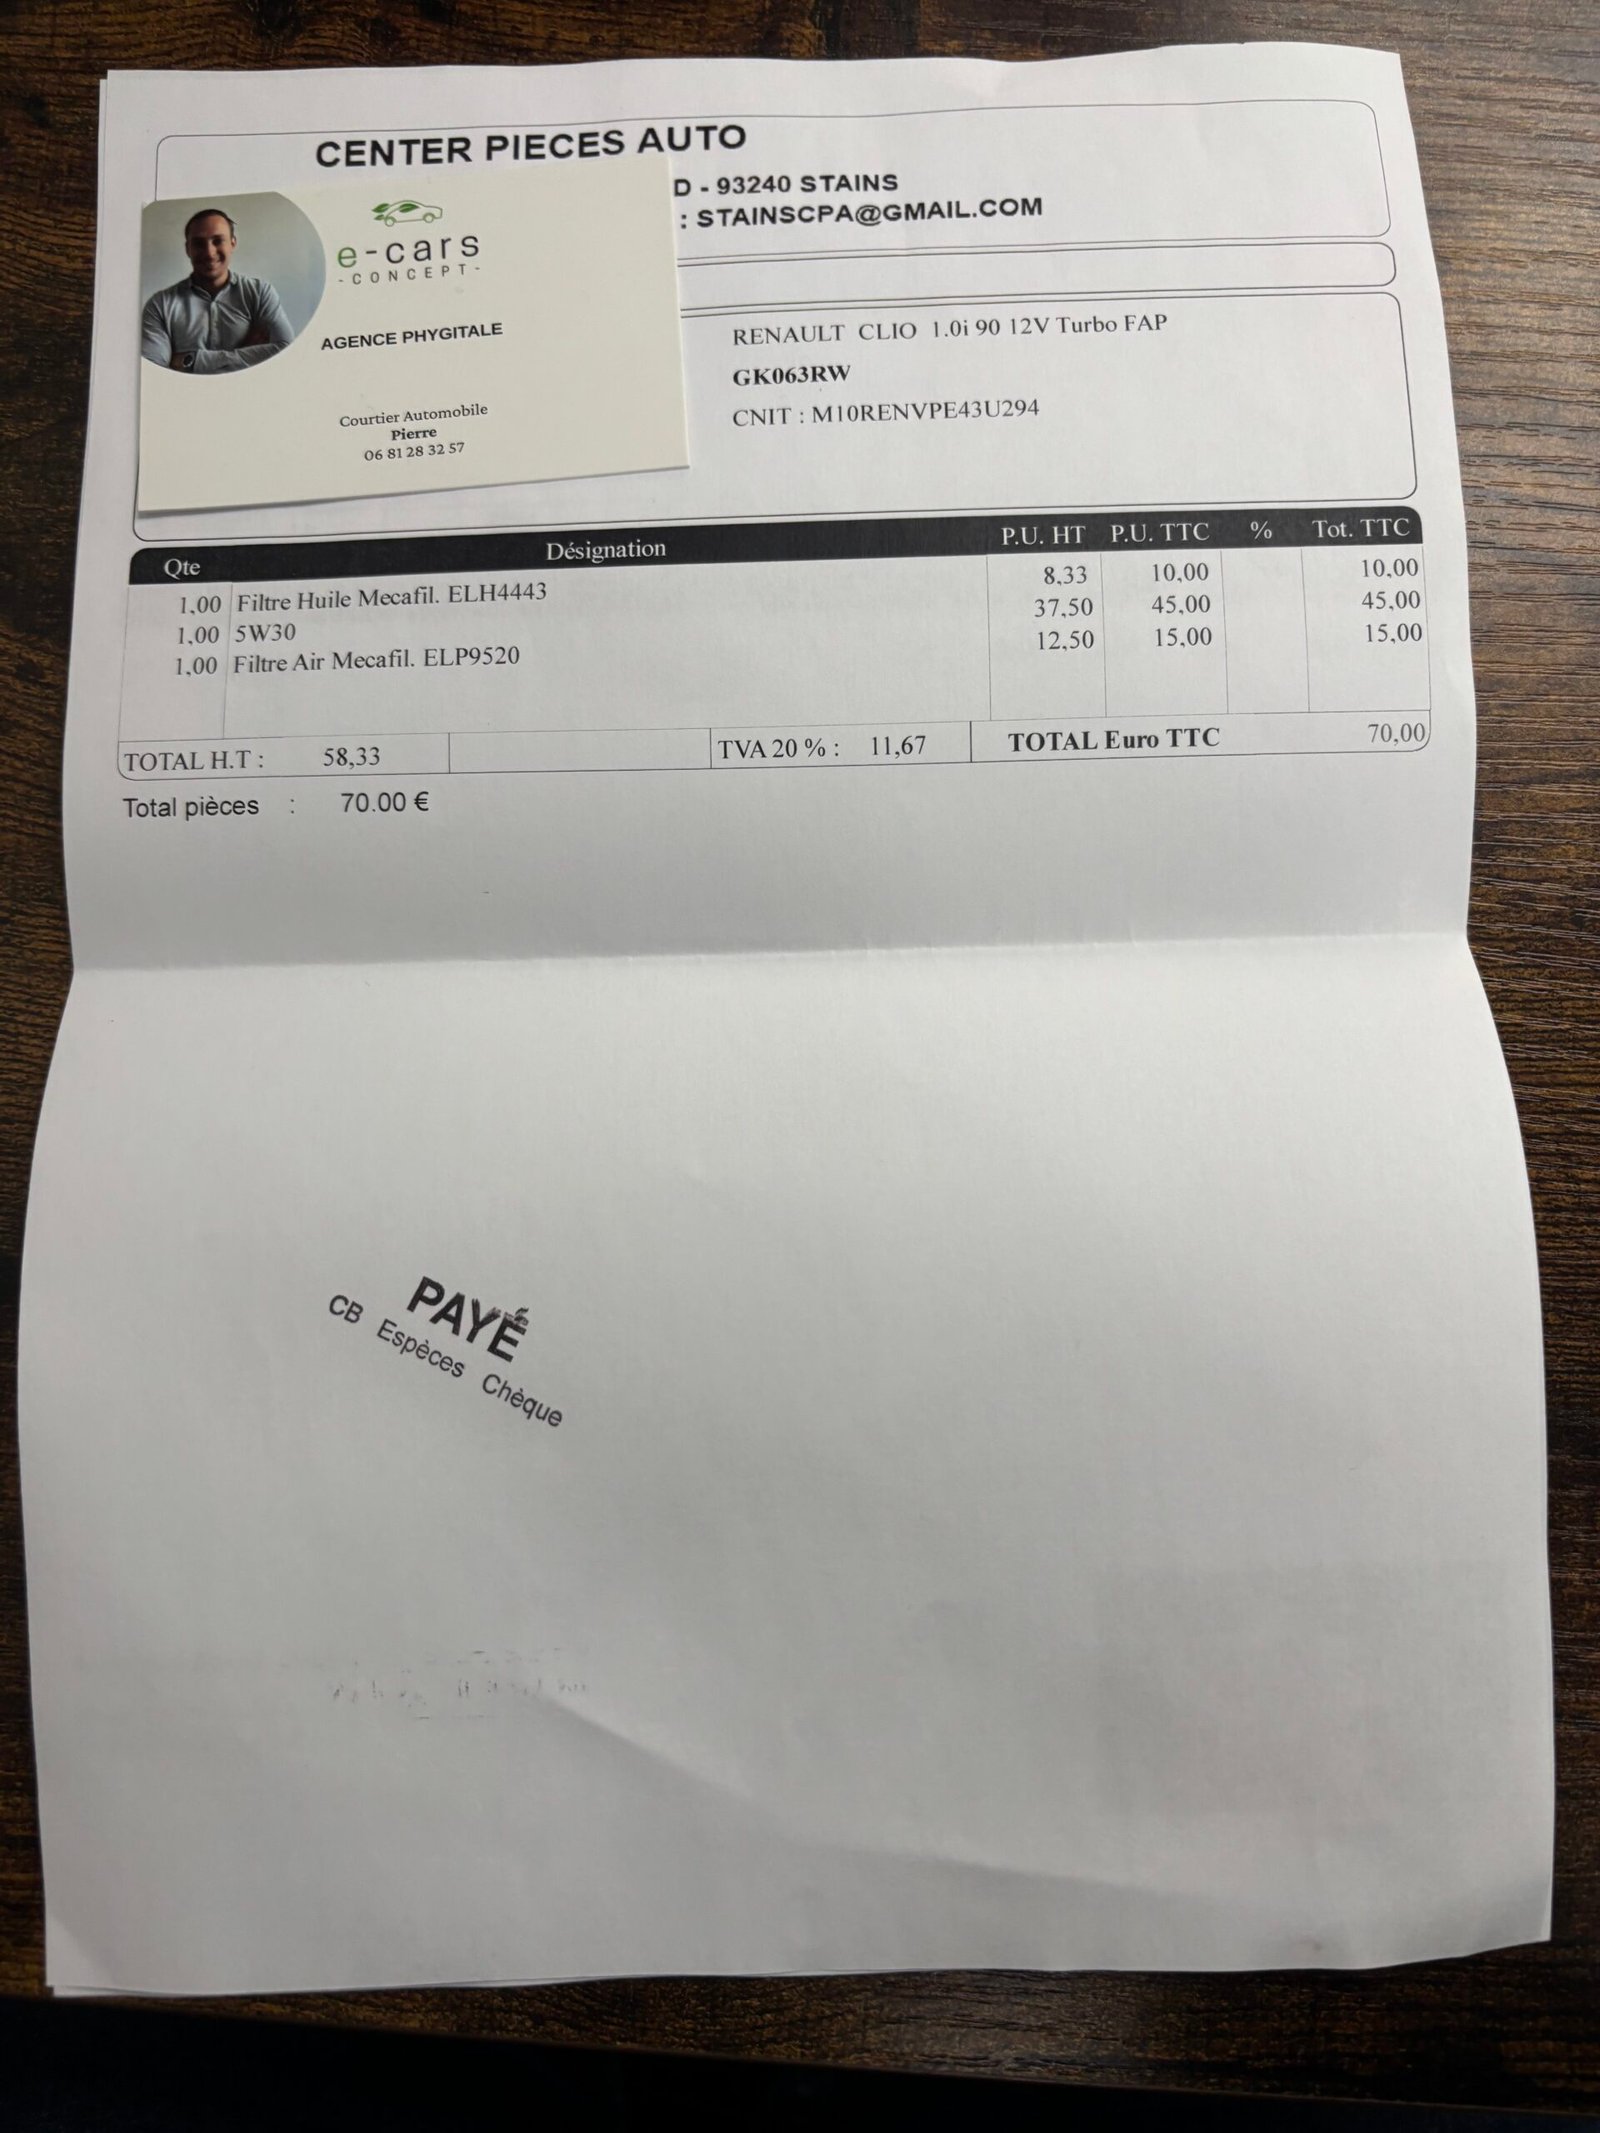 CENTER PIECES AUTO
D - 93240 STAINS
: STAINSCPA@GMAIL.COM
e-cars
- CONCEPT -
AGENCE PHYGITALE
Courtier Automobile
Pierre
06 81 28 32 57
RENAULT CLIO 1.0i 90 12V Turbo FAP
GK063RW
CNIT : M10RENVPE43U294
Qte Désignation P.U. HT P.U. TTC % Tot. TTC
1,00 Filtre Huile Mecafil. ELH4443 8,33 10,00 10,00
1,00 5W30 37,50 45,00 45,00
1,00 Filtre Air Mecafil. ELP9520 12,50 15,00 15,00
TOTAL H.T : 58,33 TVA 20 % : 11,67 TOTAL Euro TTC 70,00
Total pièces : 70.00 €
PAYÉ
CB Espèces Chèque